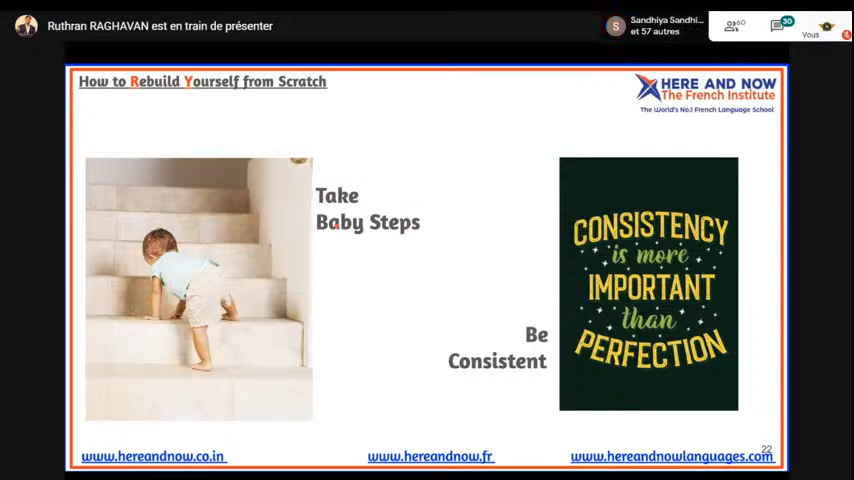 Ruthran RAGHAVAN est en train de présenter
S
Sandhiya Sandhi...
et 57 autres
60
30
Vous
How to Rebuild Yourself from Scratch
HERE AND NOW
The French Institute
The World's No.1 French Language School
Take
Baby Steps
CONSISTENCY
is more
IMPORTANT
than
PERFECTION
Be
Consistent
22
www.hereandnow.co.in
www.hereandnow.fr
www.hereandnowlanguages.com